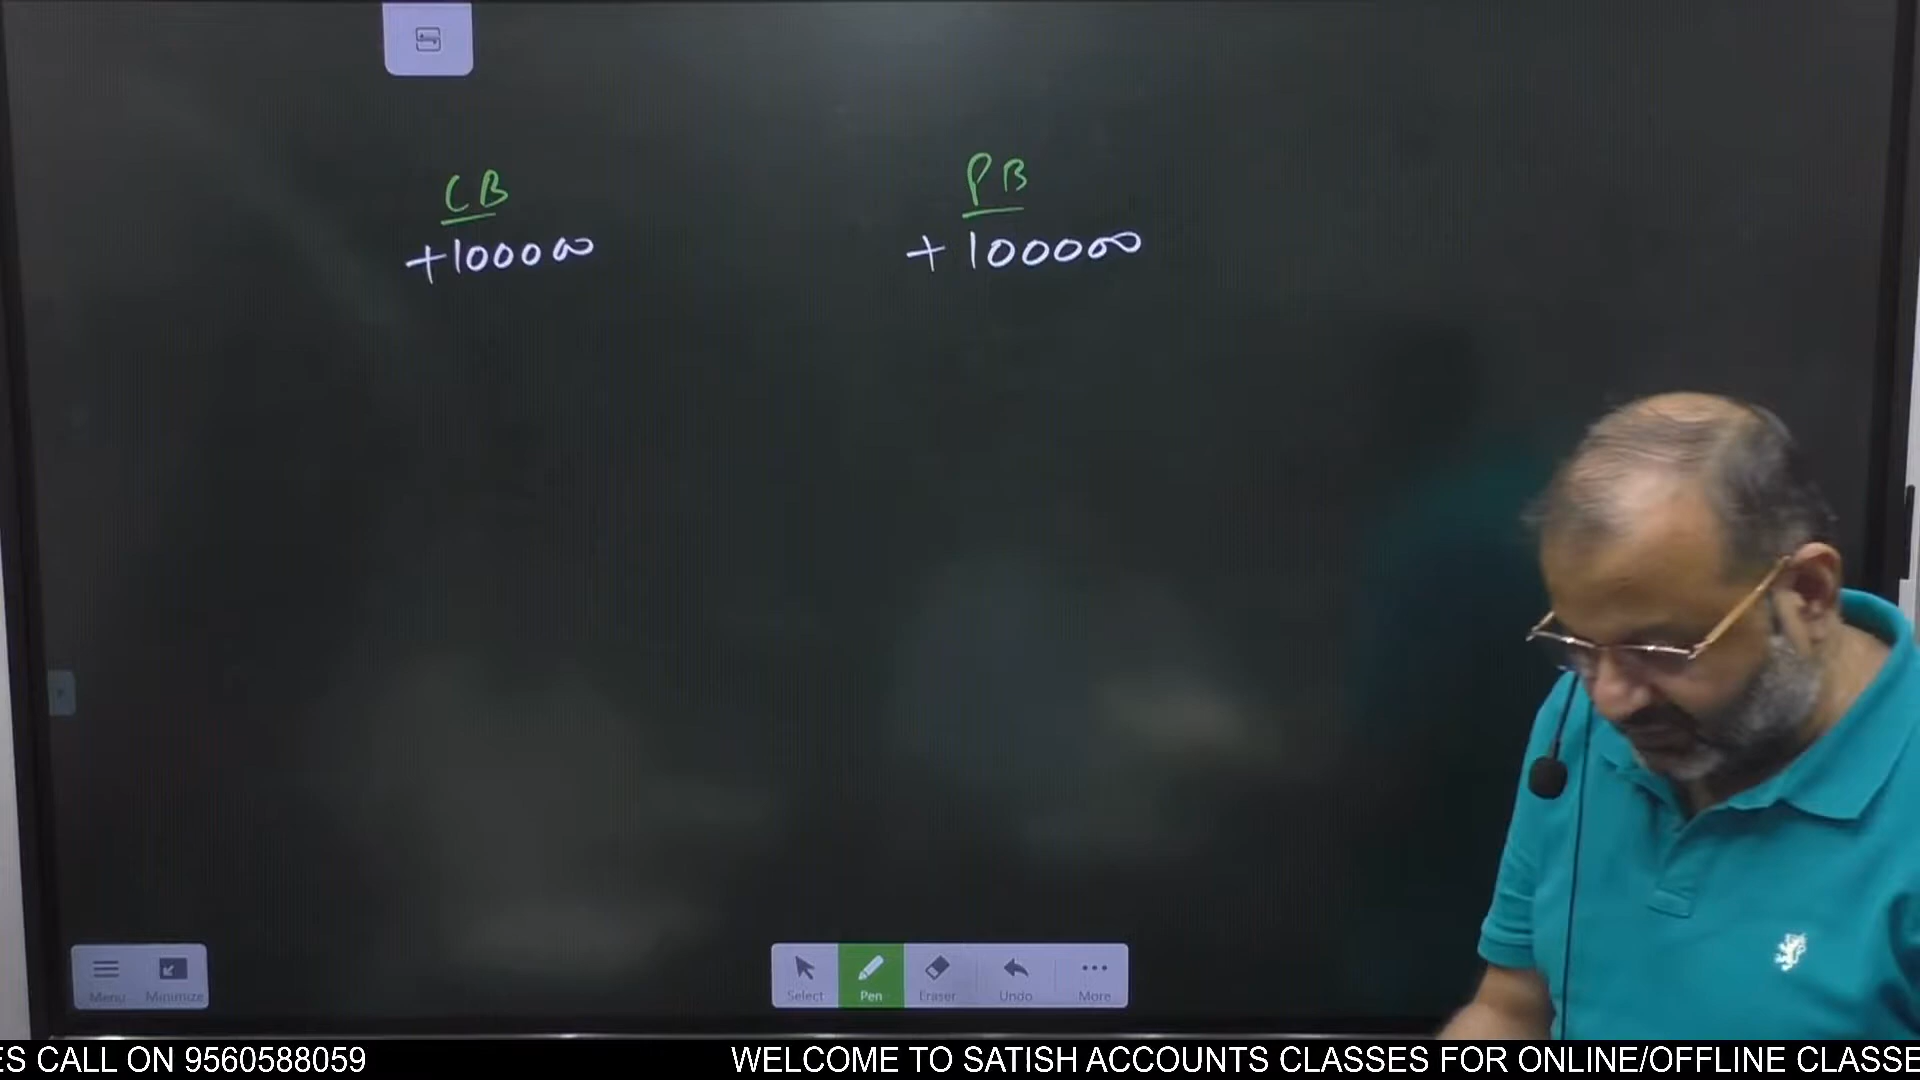 CB
PB
+100000
+100000
Menu
Minimize
Select
Pen
Eraser
Undo
More
ES CALL ON 9560588059
WELCOME TO SATISH ACCOUNTS CLASSES FOR ONLINE/OFFLINE CLASSE